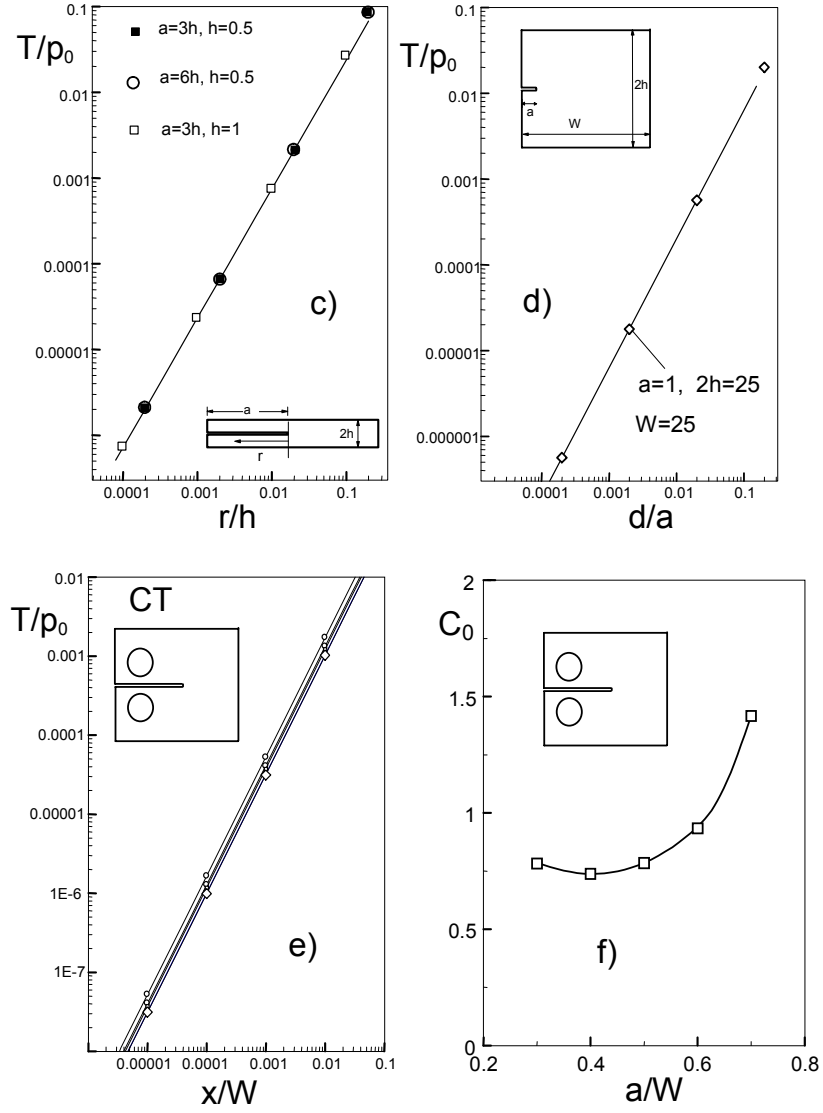 0.1
T/p0
a=3h, h=0.5
a=6h, h=0.5
a=3h, h=1
0.01
0.001
0.0001
0.00001
c)
a
2h
r
0.0001 0.001 0.01 0.1
r/h
0.1
T/p0
2h
a
W
0.01
0.001
0.0001
0.00001
0.000001
d)
a=1, 2h=25
W=25
0.0001 0.001 0.01 0.1
d/a
0.01
T/p0
CT
0.001
0.0001
0.00001
1E-6
1E-7
e)
0.00001 0.0001 0.001 0.01 0.1
x/W
2
C0
1.5
1
0.5
0
f)
0.2 0.4 0.6 0.8
a/W